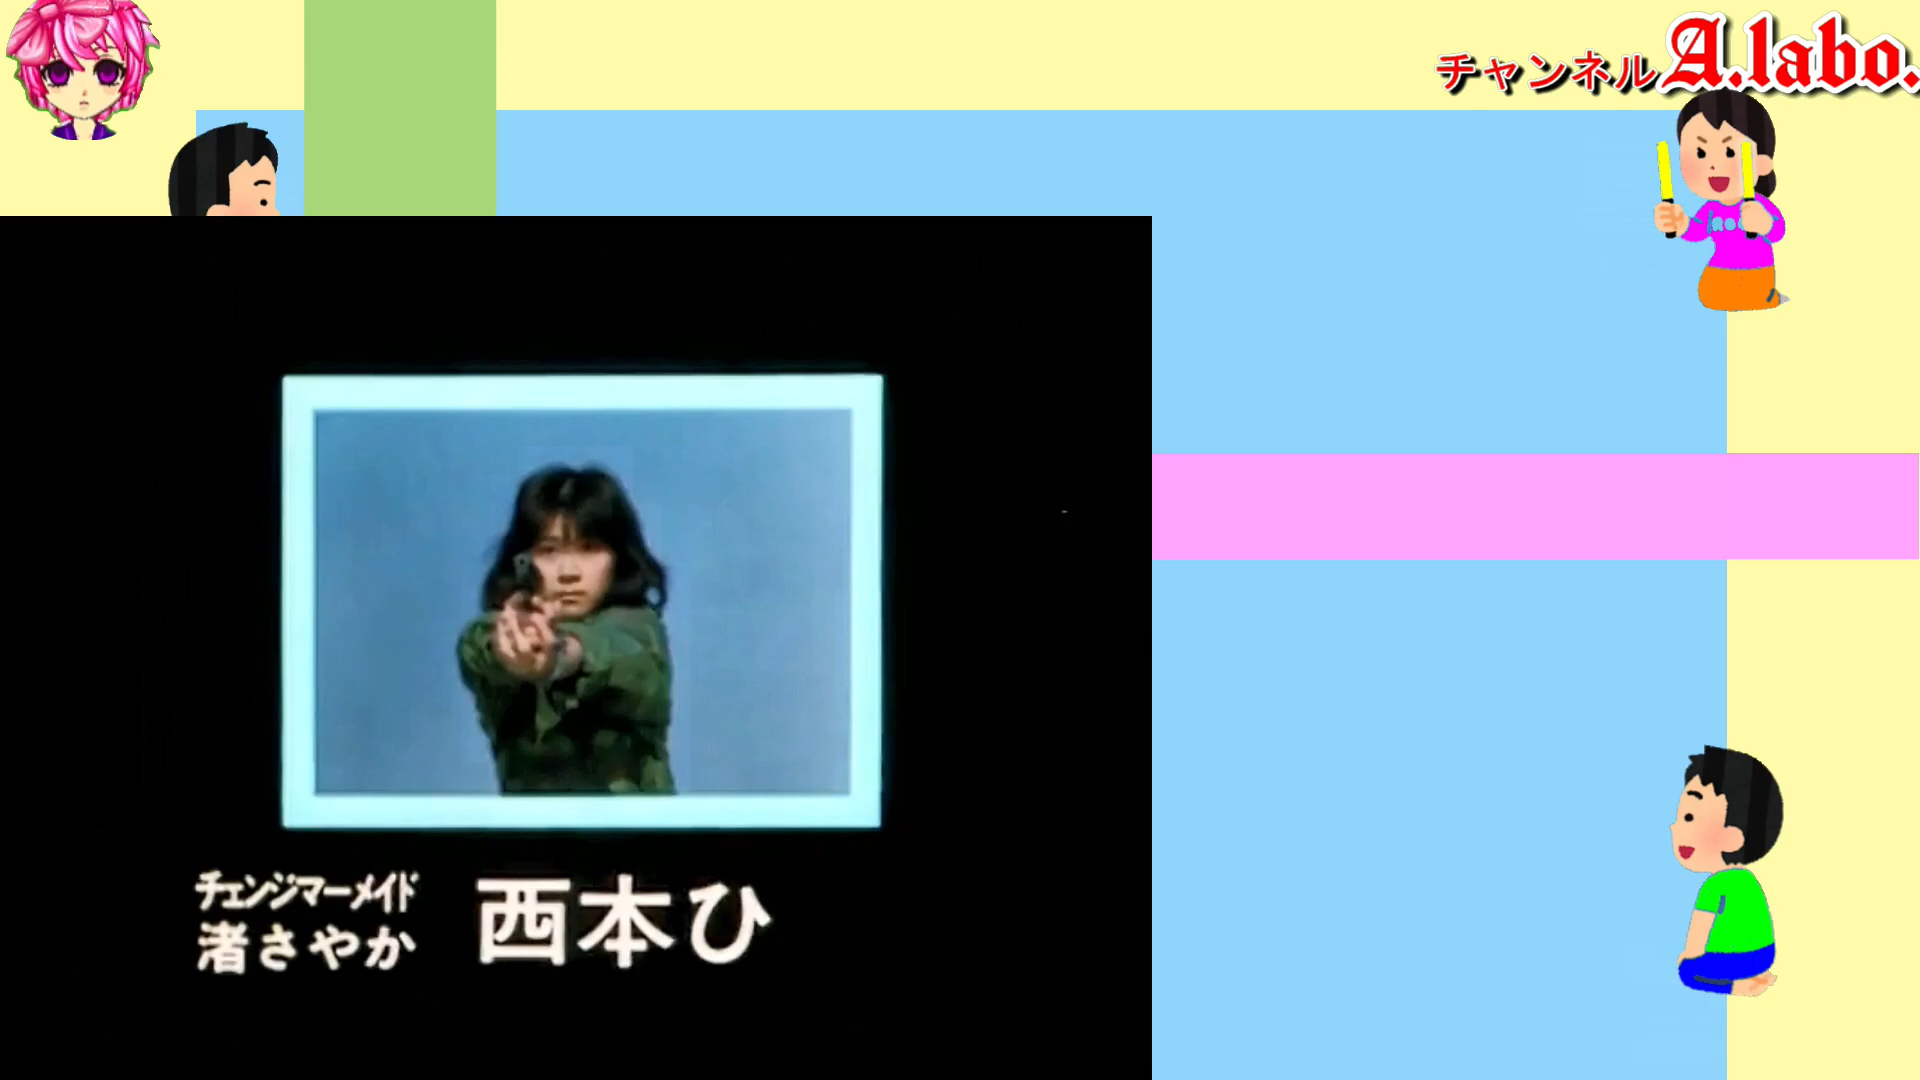 チャンネルA.labo.
チェンジマーメイド
渚さやか
西本ひ